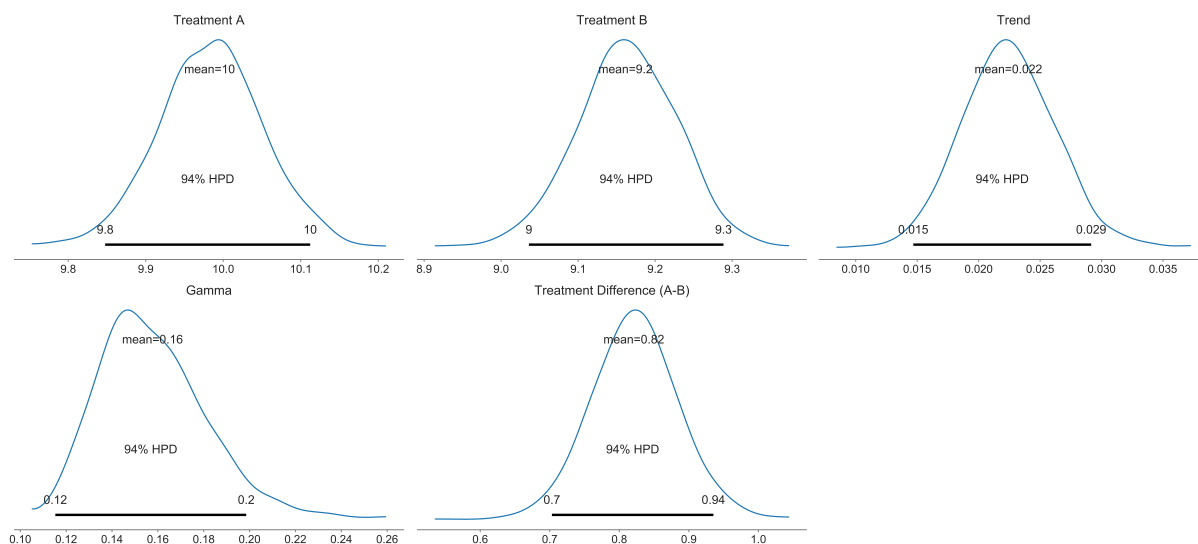 Treatment A
mean=10
94% HPD
9.8 10
9.8 9.9 10.0 10.1 10.2
Treatment B
mean=9.2
94% HPD
9 9.3
8.9 9.0 9.1 9.2 9.3
Trend
mean=0.022
94% HPD
0.015 0.029
0.010 0.015 0.020 0.025 0.030 0.035
Gamma
mean=0.16
94% HPD
0.12 0.2
0.10 0.12 0.14 0.16 0.18 0.20 0.22 0.24 0.26
Treatment Difference (A-B)
mean=0.82
94% HPD
0.7 0.94
0.6 0.7 0.8 0.9 1.0